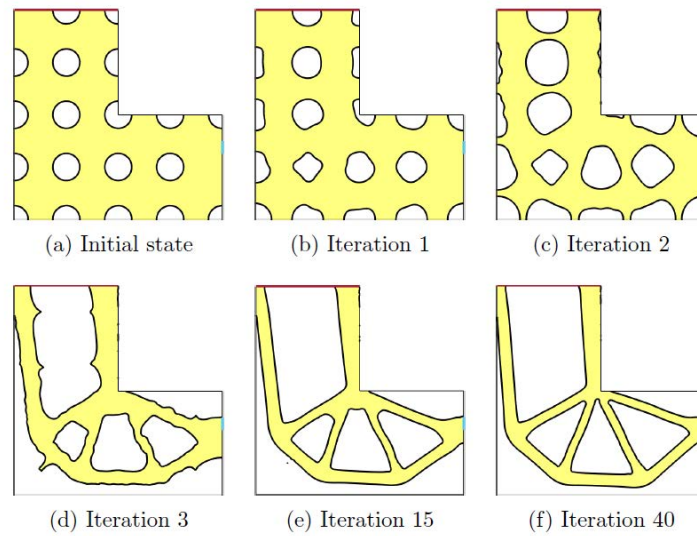 (a) Initial state
(b) Iteration 1
(c) Iteration 2
(d) Iteration 3
(e) Iteration 15
(f) Iteration 40